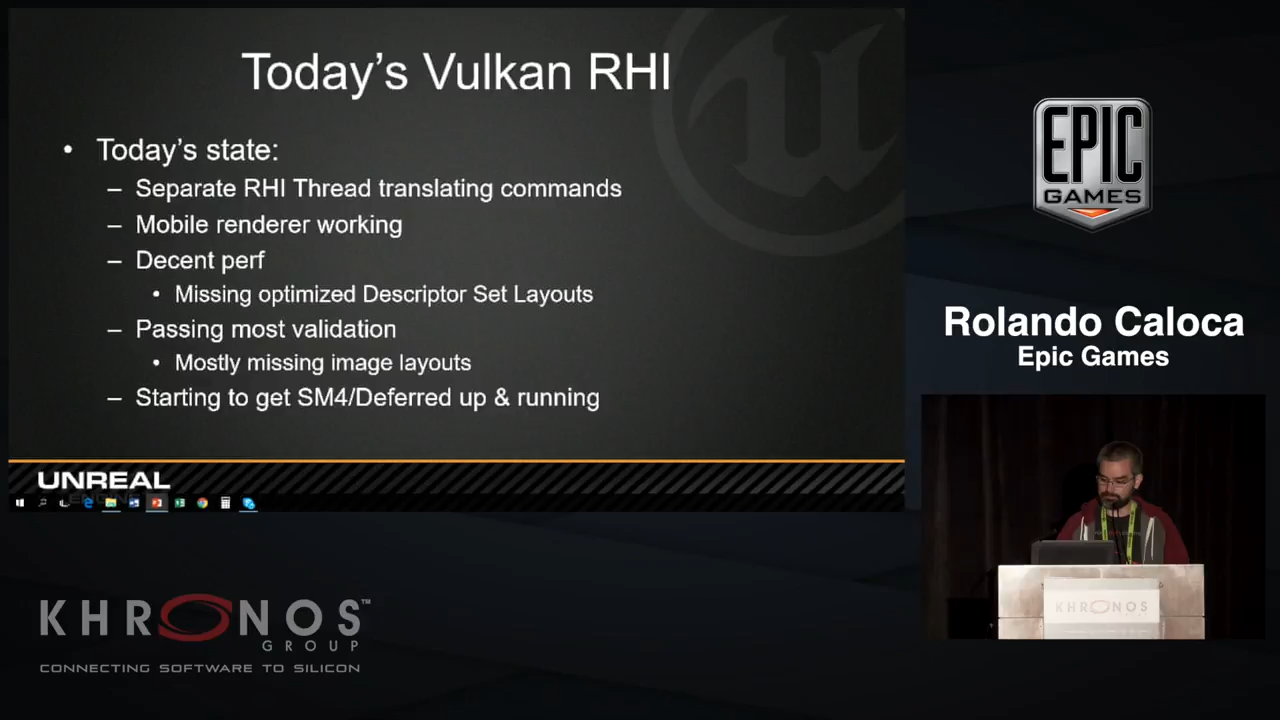 Today's Vulkan RHI
• Today's state:
– Separate RHI Thread translating commands
– Mobile renderer working
– Decent perf
• Missing optimized Descriptor Set Layouts
– Passing most validation
• Mostly missing image layouts
– Starting to get SM4/Deferred up & running
UNREAL
EPIC
GAMES
Rolando Caloca
Epic Games
KHRONOS
KHRONOS™
GROUP
CONNECTING SOFTWARE TO SILICON